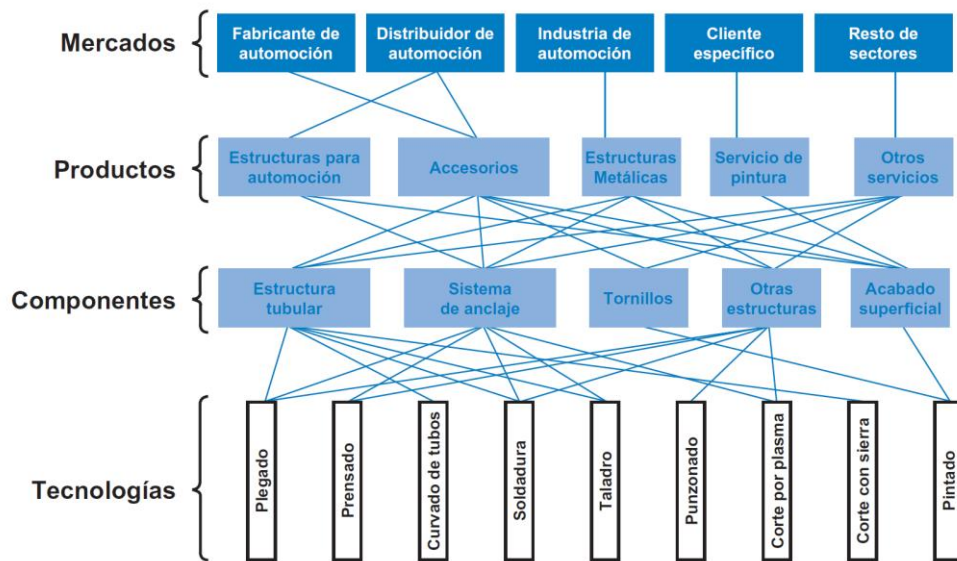 Mercados
Fabricante de
automoción
Distribuidor de
automoción
Industria de
automoción
Cliente
específico
Resto de
sectores
Productos
Estructuras para
automoción
Accesorios
Estructuras
Metálicas
Servicio de
pintura
Otros
servicios
Componentes
Estructura
tubular
Sistema
de anclaje
Tornillos
Otras
estructuras
Acabado
superficial
Tecnologías
Plegado
Prensado
Curvado de tubos
Soldadura
Taladro
Punzonado
Corte por plasma
Corte con sierra
Pintado